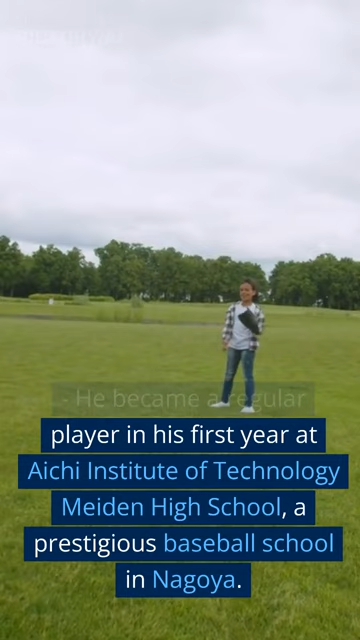 - He became a regular
player in his first year at
Aichi Institute of Technology
Meiden High School, a
prestigious baseball school
in Nagoya.